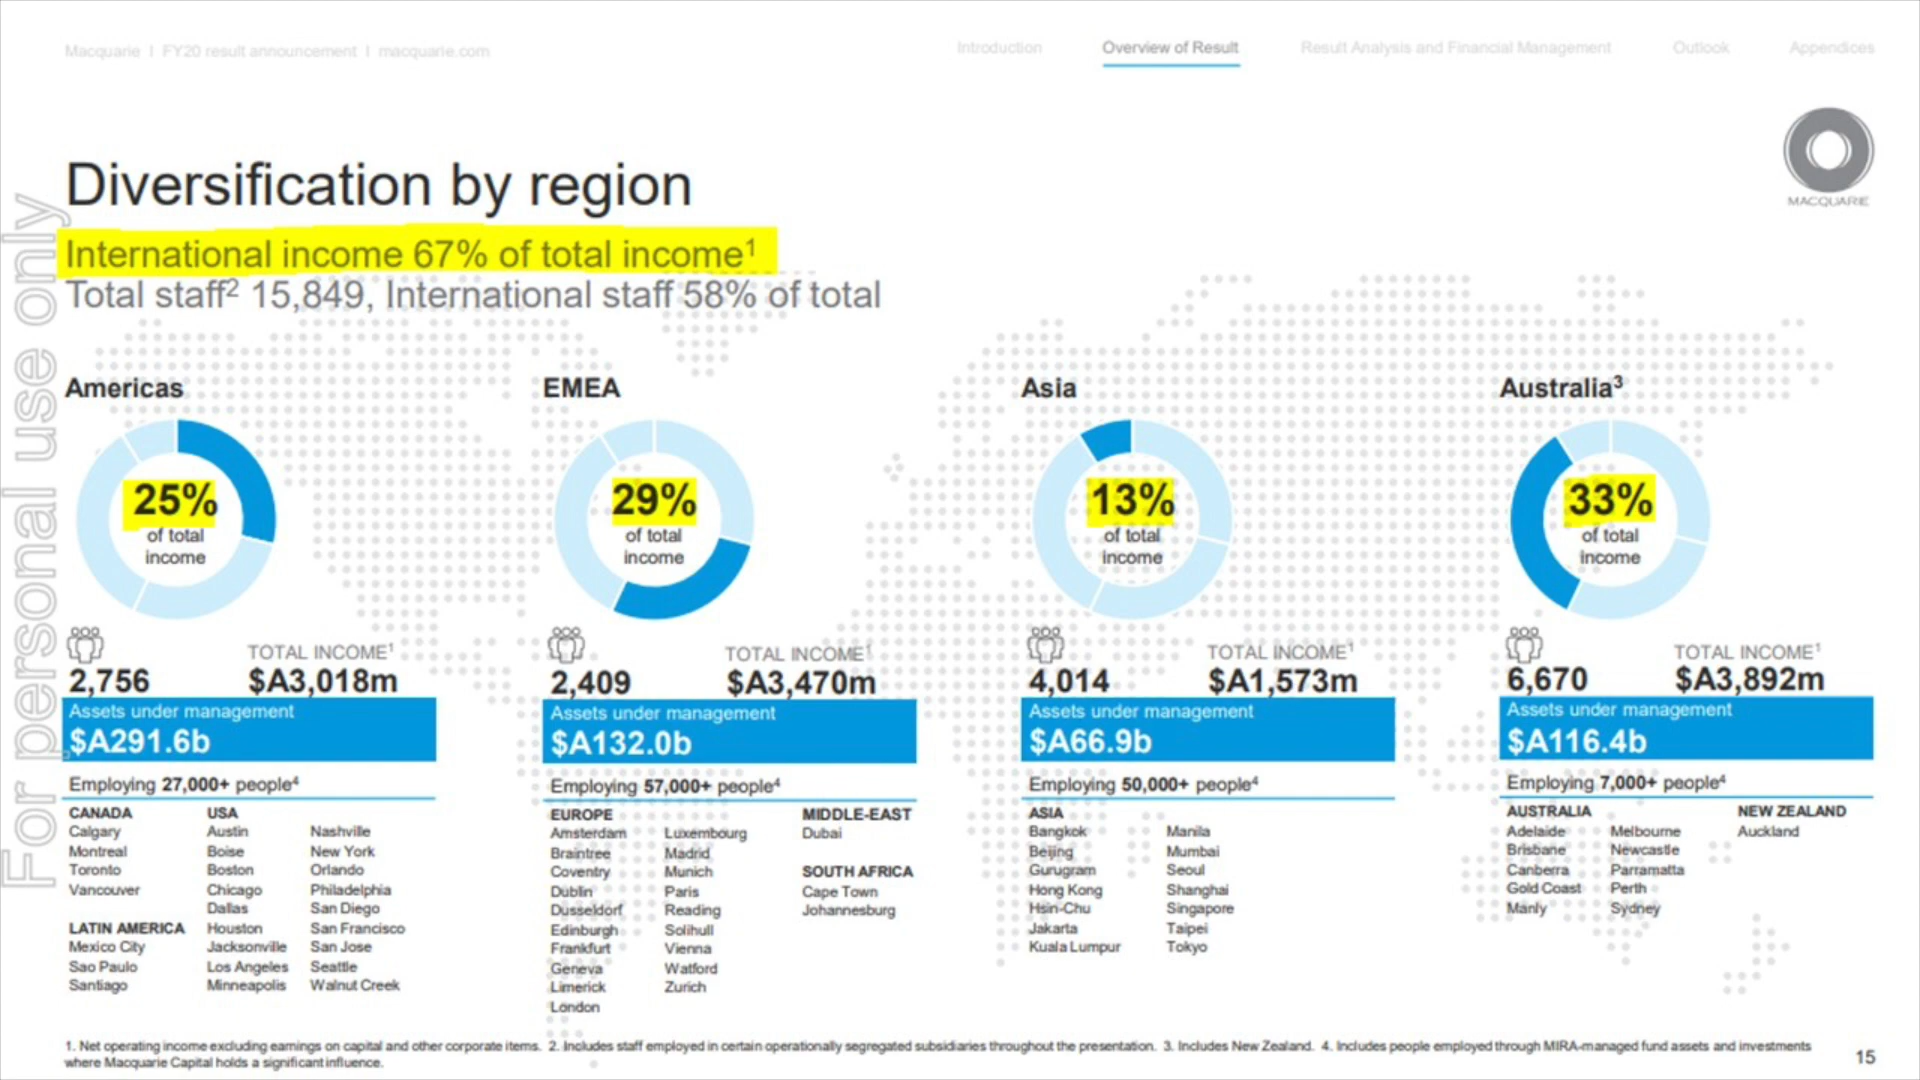 Macquarie | FY20 result announcement | macquarie.com
Introduction
Overview of Result
Result Analysis and Financial Management
Outlook
Appendices
MACQUARIE
For personal use only
Diversification by region
International income 67% of total income¹
Total staff² 15,849, International staff 58% of total
Americas
25%
of total
income
2,756
TOTAL INCOME¹
$A3,018m
Assets under management
$A291.6b
Employing 27,000+ people⁴
CANADA
Calgary
Montreal
Toronto
Vancouver
LATIN AMERICA
Mexico City
Sao Paulo
Santiago
USA
Austin
Boise
Boston
Chicago
Dallas
Houston
Jacksonville
Los Angeles
Minneapolis
Nashville
New York
Orlando
Philadelphia
San Diego
San Francisco
San Jose
Seattle
Walnut Creek
EMEA
29%
of total
income
2,409
TOTAL INCOME¹
$A3,470m
Assets under management
$A132.0b
Employing 57,000+ people⁴
EUROPE
Amsterdam
Braintree
Coventry
Dublin
Dusseldorf
Edinburgh
Frankfurt
Geneva
Limerick
London
Luxembourg
Madrid
Munich
Paris
Reading
Solihull
Vienna
Watford
Zurich
MIDDLE-EAST
Dubai
SOUTH AFRICA
Cape Town
Johannesburg
Asia
13%
of total
income
4,014
TOTAL INCOME¹
$A1,573m
Assets under management
$A66.9b
Employing 50,000+ people⁴
ASIA
Bangkok
Beijing
Gurugram
Hong Kong
Hsin-Chu
Jakarta
Kuala Lumpur
Manila
Mumbai
Seoul
Shanghai
Singapore
Taipei
Tokyo
Australia³
33%
of total
income
6,670
TOTAL INCOME¹
$A3,892m
Assets under management
$A116.4b
Employing 7,000+ people⁴
AUSTRALIA
Adelaide
Brisbane
Canberra
Gold Coast
Manly
Melbourne
Newcastle
Parramatta
Perth
Sydney
NEW ZEALAND
Auckland
1. Net operating income excluding earnings on capital and other corporate items. 2. Includes staff employed in certain operationally segregated subsidiaries throughout the presentation. 3. Includes New Zealand. 4. Includes people employed through MIRA-managed fund assets and investments
where Macquarie Capital holds a significant influence.
15